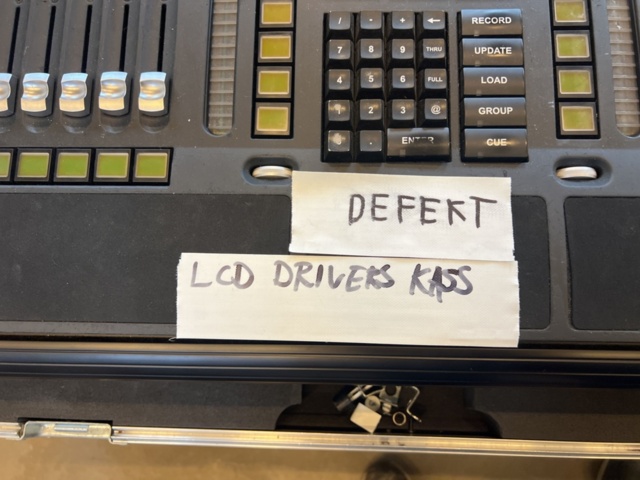 / - + ←
RECORD
7 8 9 THRU
UPDATE
4 5 6 FULL
LOAD
2 3 @
GROUP
. ENTER
CUE
DEFEKT
LCD DRIVERS KASS